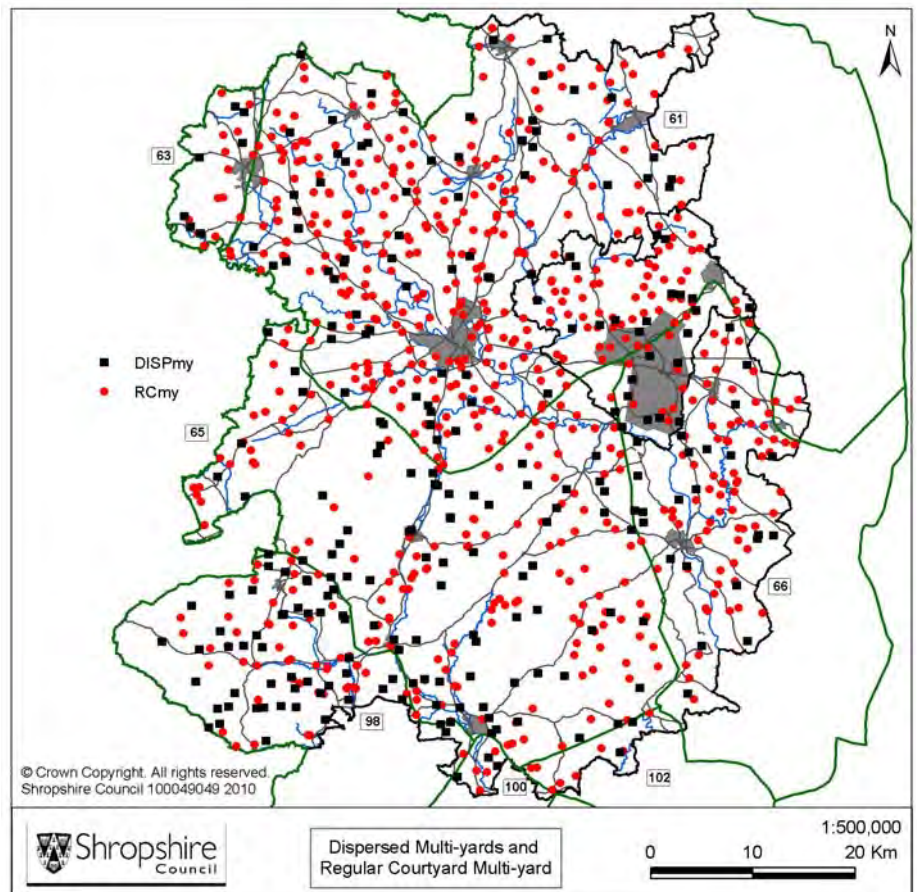 N
61
63
DISPmy
RCmy
65
66
98
100
102
© Crown Copyright. All rights reserved.
Shropshire Council 100049049 2010
Shropshire
Council
Dispersed Multi-yards and
Regular Courtyard Multi-yard
1:500,000
0 10 20 Km